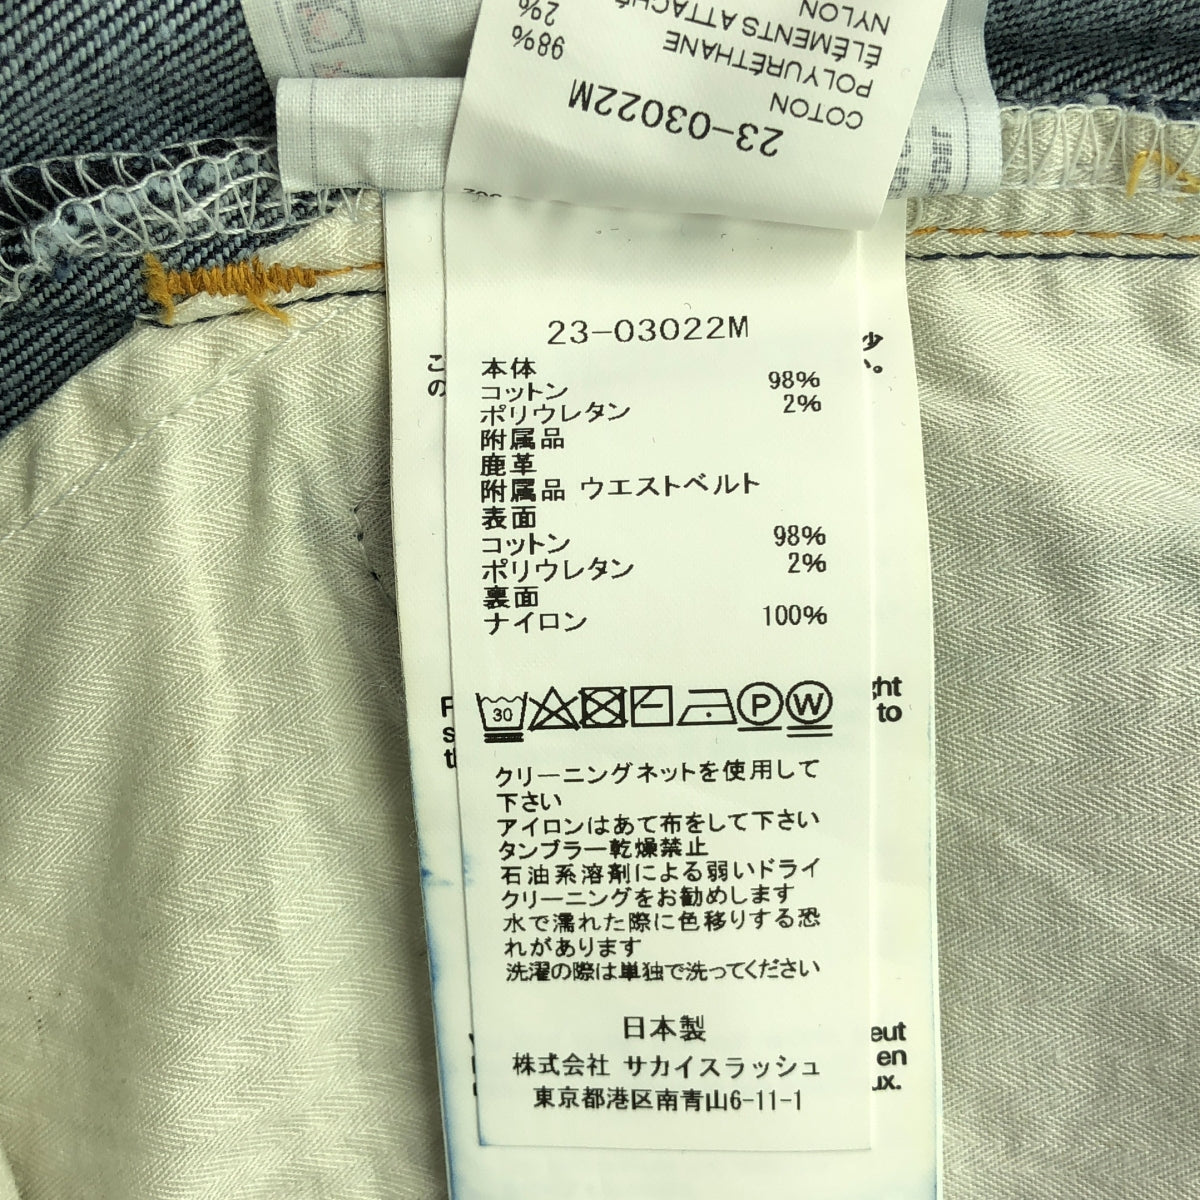 NYLON
ÉLÉMENTS ATTACHÉ
POLYURÉTHANE 2%
COTON 98%
23-03022M
23-03022M
本体
コットン 98%
ポリウレタン 2%
附属品
鹿革
附属品 ウエストベルト
表面
コットン 98%
ポリウレタン 2%
裏面
ナイロン 100%
30
P
W
クリーニングネットを使用して
下さい
アイロンはあて布をして下さい
タンブラー乾燥禁止
石油系溶剤による弱いドライ
クリーニングをお勧めします
水で濡れた際に色移りする恐
れがあります
洗濯の際は単独で洗ってください
日本製
株式会社 サカイスラッシュ
東京都港区南青山6-11-1
こ
の
ght
to
eut
en
ux.